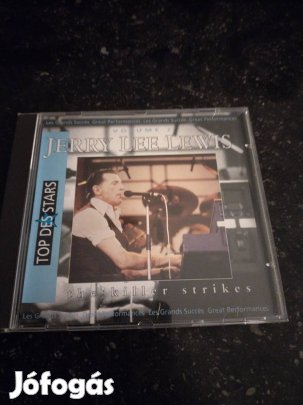 Les Grands Succès Great Performances Les Grands Succès Great Performances
VOLUME
JERRY LEE LEWIS
TOP DES STARS
the killer strikes
Les Grands Succès Great Performances Les Grands Succès Great Performances
Jófogás